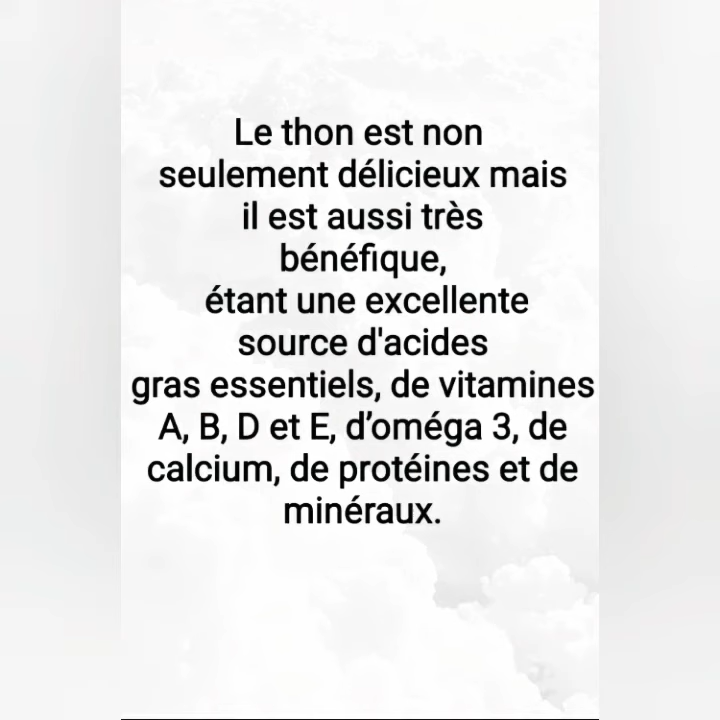 Le thon est non
seulement délicieux mais
il est aussi très
bénéfique,
étant une excellente
source d'acides
gras essentiels, de vitamines
A, B, D et E, d’oméga 3, de
calcium, de protéines et de
minéraux.